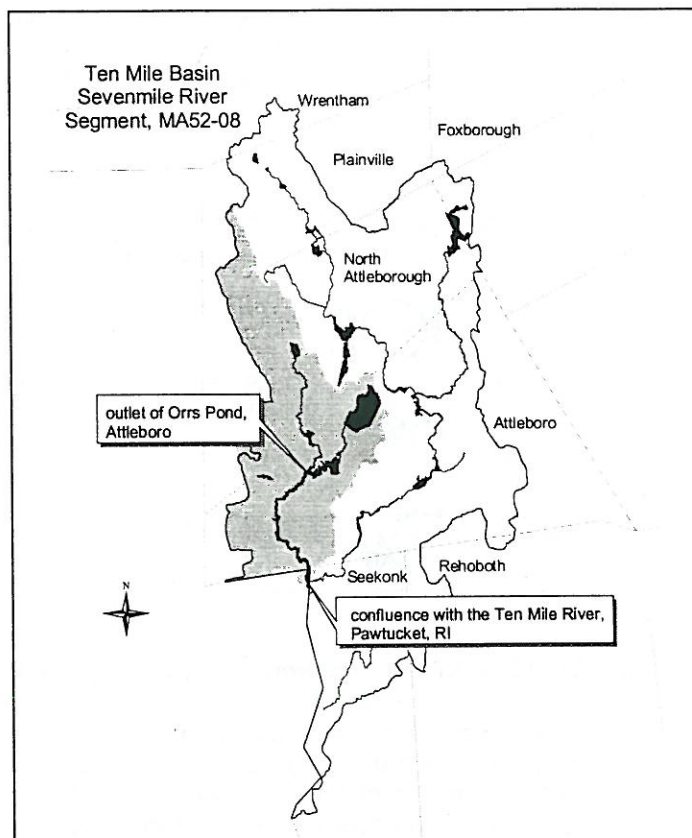 Ten Mile Basin
Sevenmile River
Segment, MA52-08
Wrentham
Foxborough
Plainville
North
Attleborough
outlet of Orrs Pond,
Attleboro
Attleboro
Seekonk
Rehoboth
N
confluence with the Ten Mile River,
Pawtucket, RI